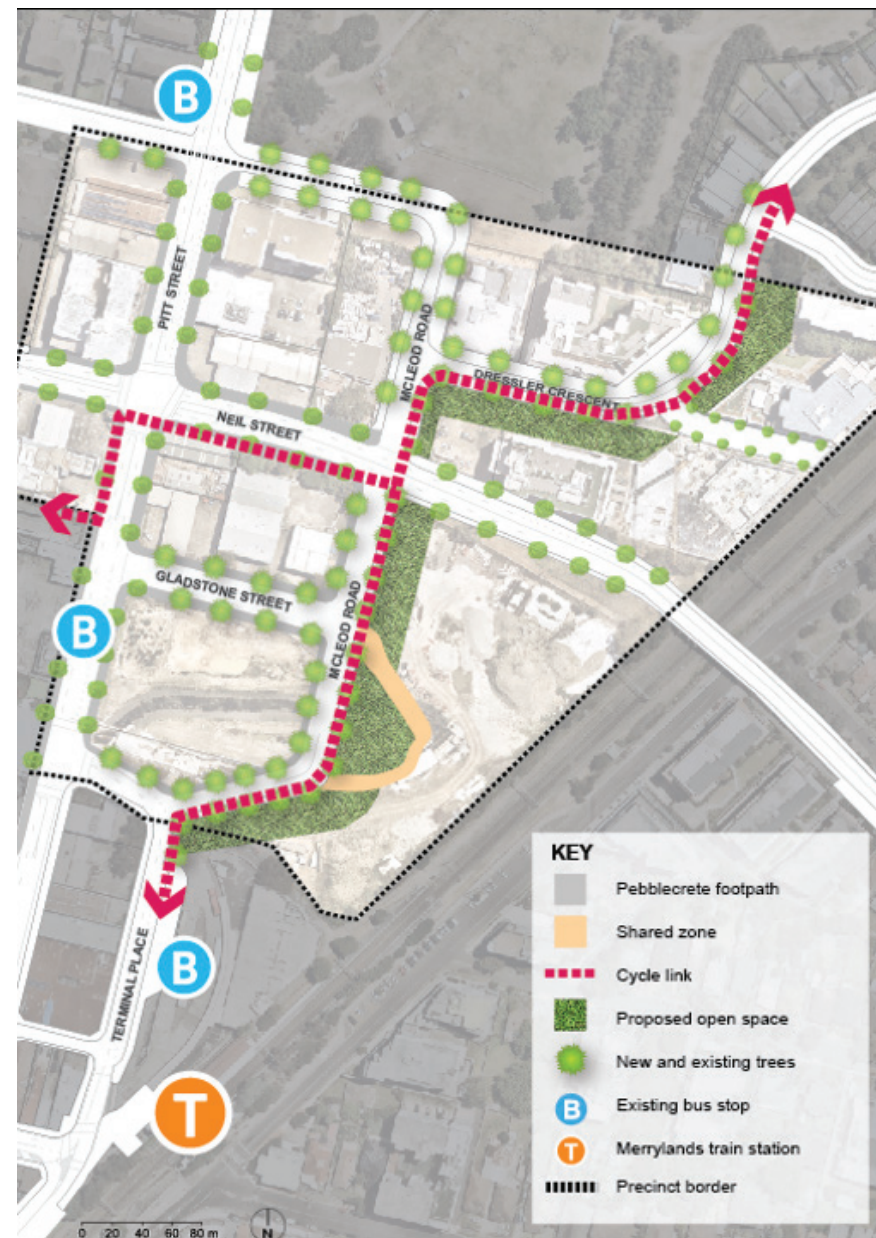 B
PITT STREET
MCLEOD ROAD
DRESSLER CRESCENT
NEIL STREET
GLADSTONE STREET
MCLEOD ROAD
B
B
TERMINAL PLACE
T
KEY
Pebblecrete footpath
Shared zone
Cycle link
Proposed open space
New and existing trees
B Existing bus stop
T Merrylands train station
Precinct border
0 20 40 60 80 m
N